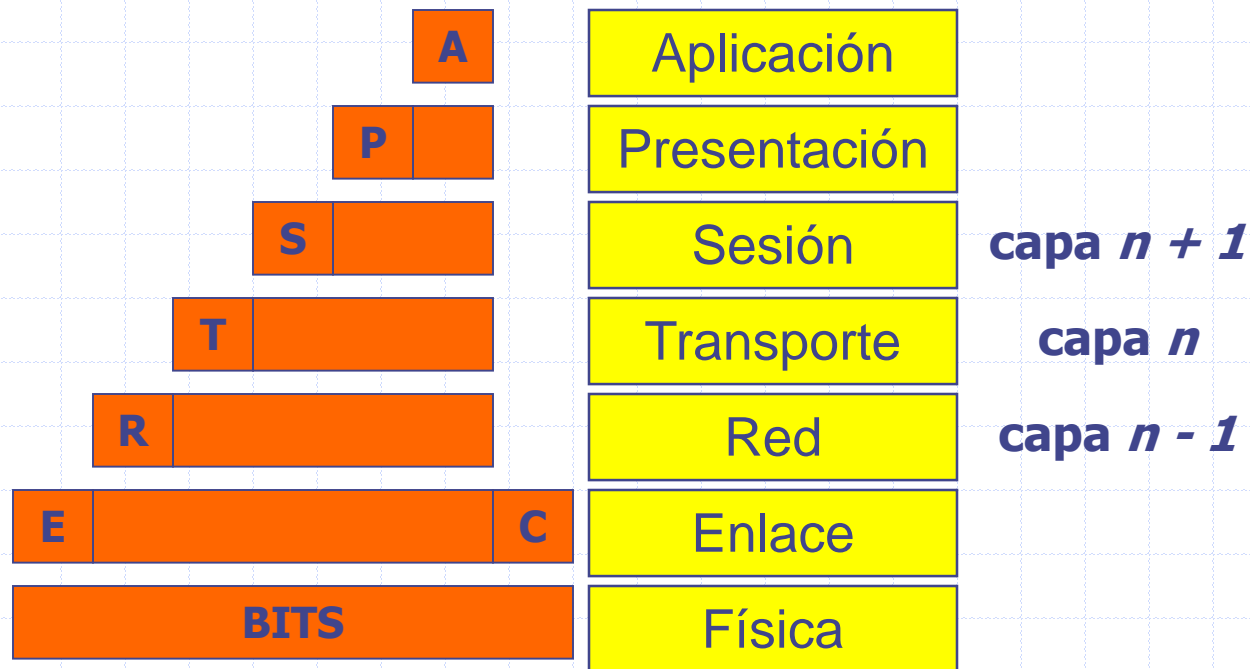 A Aplicación
P Presentación
S Sesión capa n + 1
T Transporte capa n
R Red capa n - 1
E C Enlace
BITS Física